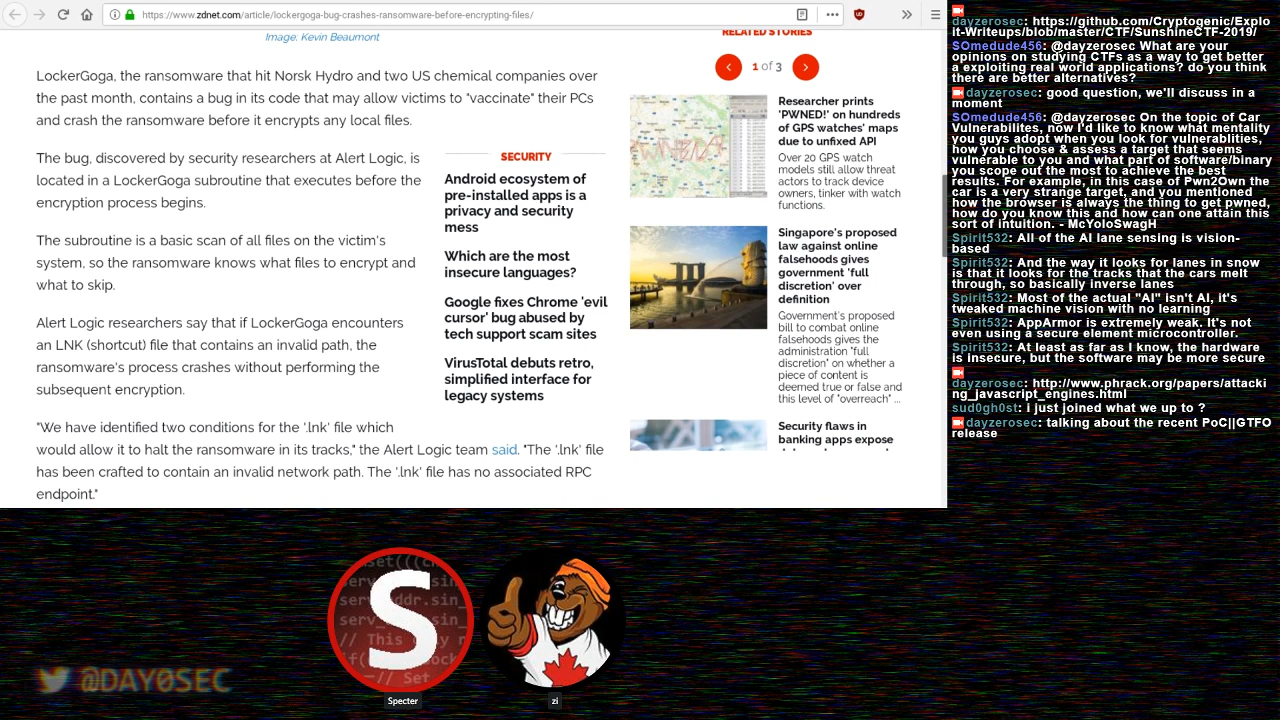 https://www.zdnet.com/article/lockergoga-bug-crashes-ransomware-before-encrypting-files/
Image: Kevin Beaumont
LockerGoga, the ransomware that hit Norsk Hydro and two US chemical companies over
the past month, contains a bug in its code that may allow victims to "vaccinate" their PCs
and crash the ransomware before it encrypts any local files.
The bug, discovered by security researchers at Alert Logic, is
located in a LockerGoga subroutine that executes before the
encryption process begins.
The subroutine is a basic scan of all files on the victim's
system, so the ransomware knows what files to encrypt and
what to skip.
Alert Logic researchers say that if LockerGoga encounters
an LNK (shortcut) file that contains an invalid path, the
ransomware's process crashes without performing the
subsequent encryption.
"We have identified two conditions for the '.lnk' file which
would allow it to halt the ransomware in its tracks," the Alert Logic team said. "The '.lnk' file
has been crafted to contain an invalid network path. The '.lnk' file has no associated RPC
endpoint."
SECURITY
Android ecosystem of
pre-installed apps is a
privacy and security
mess
Which are the most
insecure languages?
Google fixes Chrome 'evil
cursor' bug abused by
tech support scam sites
VirusTotal debuts retro,
simplified interface for
legacy systems
RELATED STORIES
1 of 3
Researcher prints
'PWNED!' on hundreds
of GPS watches' maps
due to unfixed API
Over 20 GPS watch
models still allow threat
actors to track device
owners, tinker with watch
functions.
Singapore's proposed
law against online
falsehoods gives
government 'full
discretion' over
definition
Government's proposed
bill to combat online
falsehoods gives the
administration "full
discretion" on whether a
piece of content is
deemed true or false and
this level of "overreach" ...
Security flaws in
banking apps expose
dayzerosec: https://github.com/Cryptogenic/Explo
it-Writeups/blob/master/CTF/SunshineCTF-2019/
SOmedude456: @dayzerosec What are your
opinions on studying CTFs as a way to get better
a exploiting real world applications? do you think
there are better alternatives?
dayzerosec: good question, we'll discuss in a
moment
SOmedude456: @dayzerosec On the topic of Car
Vulnerabilites, now I'd like to know what mentality
you guys adopt when you look for vulnerabilities,
how you choose & assess a target that seems
vulnerable to you and what part of software/binary
you scope out the most to achieve the best
results. For example, in this case of Pwn2Own a
car is a very strange target, and you mentioned
how the browser is always the thing to get pwned,
how do you know this and how can one attain this
sort of intuition. - McYoloSwagH
Spirit532: All of the AI lane sensing is vision-
based
Spirit532: And the way it looks for lanes in snow
is that it looks for the tracks that the cars melt
through, so basically inverse lanes
Spirit532: Most of the actual "AI" isn't AI, it's
tweaked machine vision with no learning
Spirit532: AppArmor is extremely weak. It's not
even using a secure element microcontroller.
Spirit532: At least as far as I know, the hardware
is insecure, but the software may be more secure
dayzerosec: http://www.phrack.org/papers/attacki
ng_javascript_engines.html
sud0gh0st: i just joined what we up to ?
dayzerosec: talking about the recent PoC||GTFO
release
S
Specter
zi
@DAY0SEC